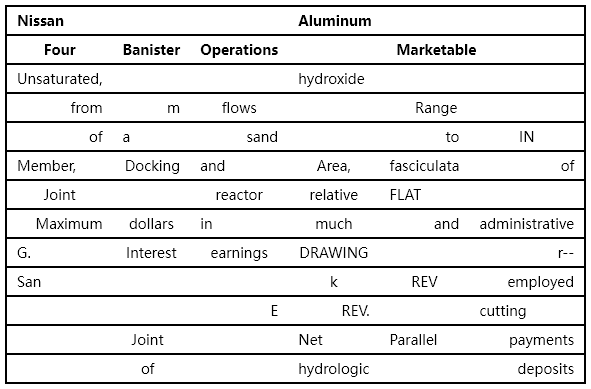 Nissan Aluminum
Four Banister Operations Marketable
Unsaturated, hydroxide
from m flows Range
of a sand to IN
Member, Docking and Area, fasciculata of
Joint reactor relative FLAT
Maximum dollars in much and administrative
G. Interest earnings DRAWING r--
San k REV employed
E REV. cutting
Joint Net Parallel payments
of hydrologic deposits